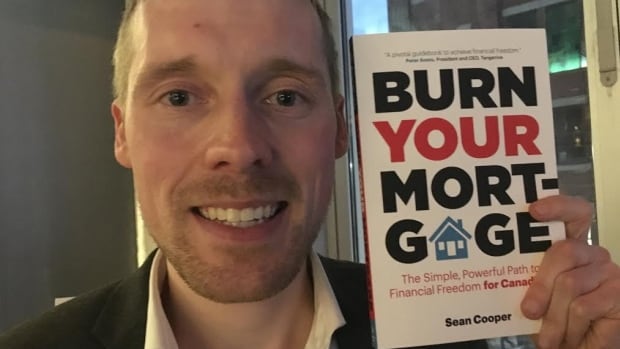 "A pivotal guidebook to achieve financial freedom."
Peter Aceto, President and CEO, Tangerine
BURN
YOUR
MORT-
GAGE
The Simple, Powerful Path to
Financial Freedom for
Sean Cooper